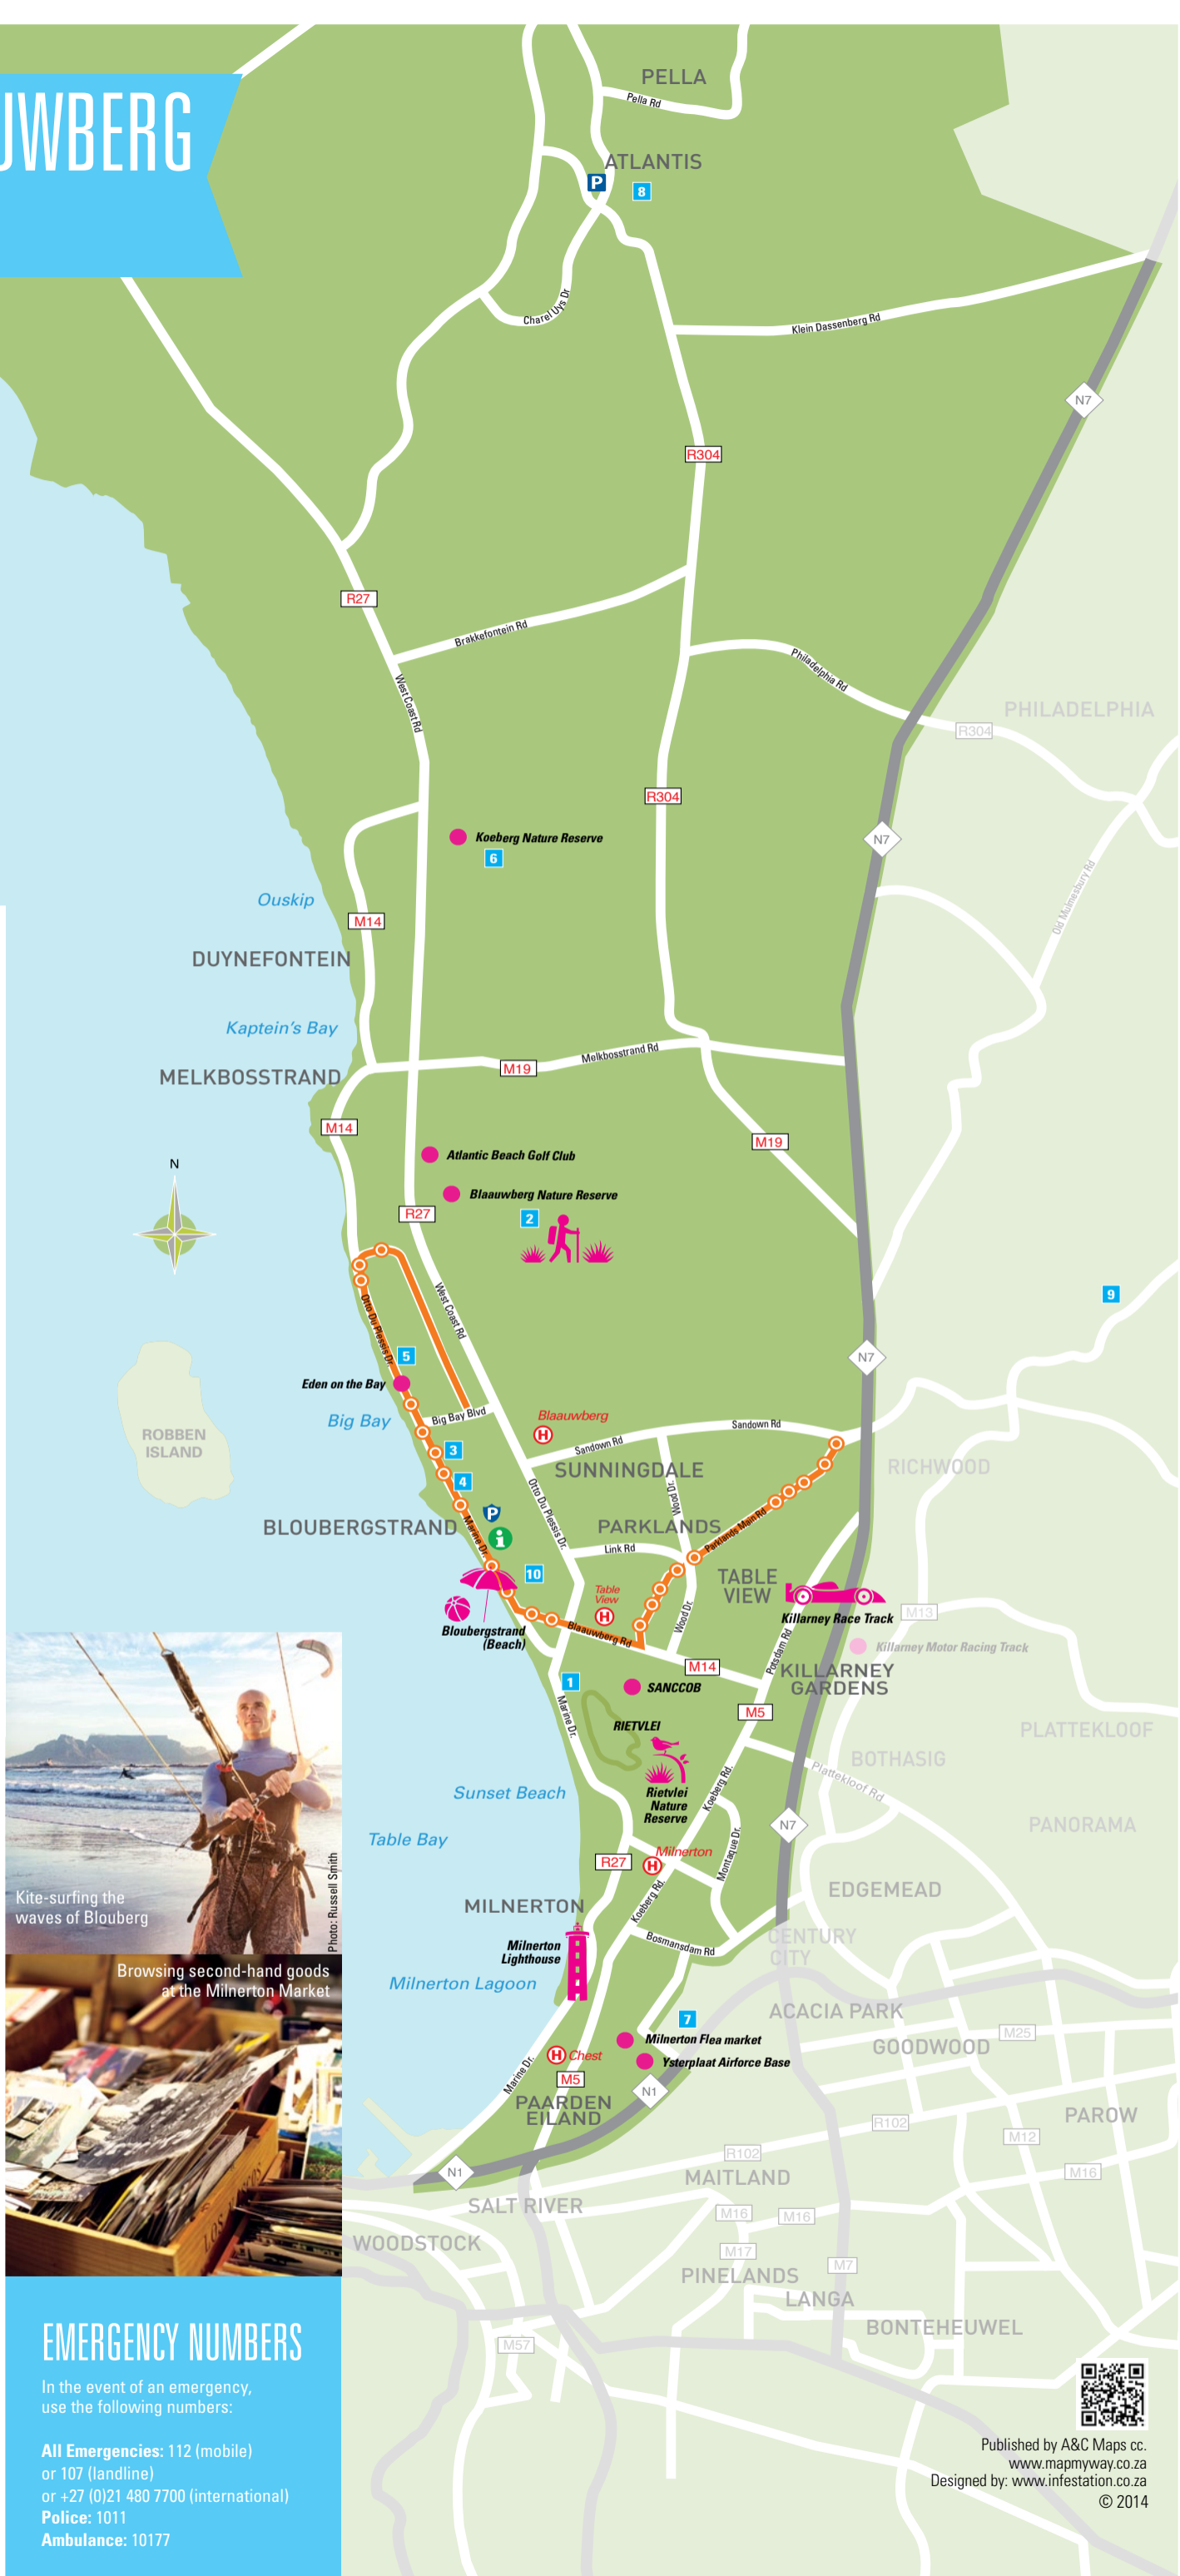 UWBERG
PELLA
Pella Rd
ATLANTIS
P
8
Charel Uys Dr
Klein Dassenberg Rd
N7
R304
R27
Brakkefontein Rd
Philadelphia Rd
West Coast Rd
PHILADELPHIA
R304
R304
N7
Koeberg Nature Reserve
6
Old Mulmesbury Rd
Ouskip
M14
DUYNEFONTEIN
Kaptein's Bay
Melkbosstrand Rd
M19
MELKBOSSTRAND
M14
M19
Atlantic Beach Golf Club
N
Blaauwberg Nature Reserve
R27
2
9
West Coast Rd
Otto Du Plessis Dr.
5
N7
Eden on the Bay
Big Bay
Big Bay Blvd
Blaauwberg
H
Sandown Rd
Sandown Rd
ROBBEN
ISLAND
3
SUNNINGDALE
RICHWOOD
4
Otto Du Plessis Dr.
Wood Dr.
P
BLOUBERGSTRAND
Marine Dr.
i
PARKLANDS
Parklands Main Rd
Link Rd
10
TABLE
VIEW
Table
View
H
Wood Dr.
Killarney Race Track
M13
Bloubergstrand
(Beach)
Blaauwberg Rd
Potsdam Rd
Killarney Motor Racing Track
M14
KILLARNEY
GARDENS
1
SANCCOB
Marine Dr.
M5
RIETVLEI
PLATTEKLOOF
BOTHASIG
Plattekloof Rd
Sunset Beach
Rietvlei
Nature
Reserve
Koeberg Rd.
N7
PANORAMA
Table Bay
Milnerton
H
R27
Montaque Dr.
Koeberg Rd.
EDGEMEAD
MILNERTON
Bosmansdam Rd
CENTURY
CITY
Milnerton
Lighthouse
Milnerton Lagoon
ACACIA PARK
7
Milnerton Flea market
M25
GOODWOOD
H Chest
Ysterplaat Airforce Base
Marine Dr.
M5
N1
PAARDEN
EILAND
PAROW
R102
M12
R102
N1
MAITLAND
M16
SALT RIVER
M16
M16
WOODSTOCK
M17
M7
PINELANDS
LANGA
BONTEHEUWEL
M57
Kite-surfing the
waves of Blouberg
Photo: Russell Smith
Browsing second-hand goods
at the Milnerton Market
LOS
EMERGENCY NUMBERS
In the event of an emergency,
use the following numbers:
All Emergencies: 112 (mobile)
or 107 (landline)
or +27 (0)21 480 7700 (international)
Police: 1011
Ambulance: 10177
Published by A&C Maps cc.
www.mapmyway.co.za
Designed by: www.infestation.co.za
© 2014